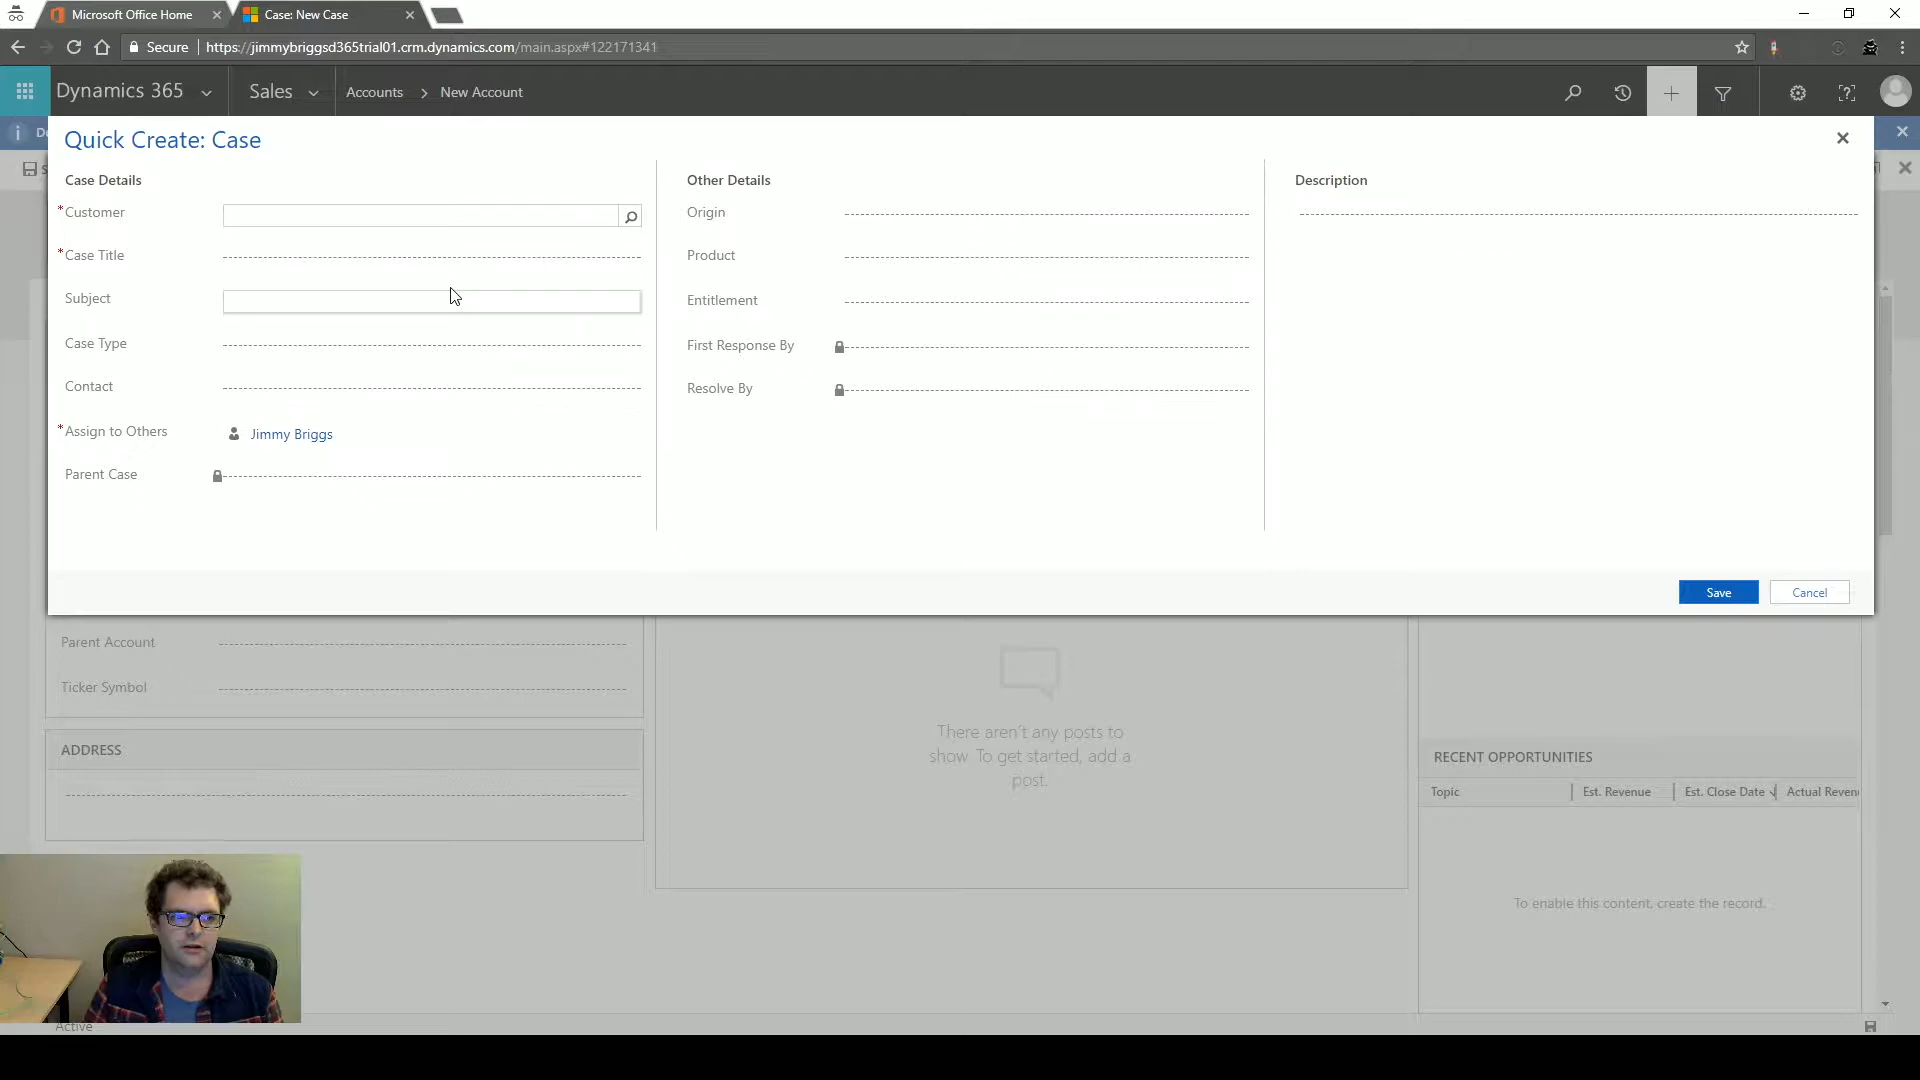 Microsoft Office Home
Case: New Case
Secure
https://jimmybriggsd365trial01.crm.dynamics.com/main.aspx#122171341
Dynamics 365
Sales
Accounts > New Account
Quick Create: Case
Case Details
*Customer
*Case Title
Subject
Case Type
Contact
*Assign to Others
Jimmy Briggs
Parent Case
Other Details
Origin
Product
Entitlement
First Response By
Resolve By
Description
Save
Cancel
Parent Account
Ticker Symbol
ADDRESS
There aren't any posts to
show. To get started, add a
post.
RECENT OPPORTUNITIES
Topic
Est. Revenue
Est. Close Date
Actual Reven
To enable this content, create the record.
Active